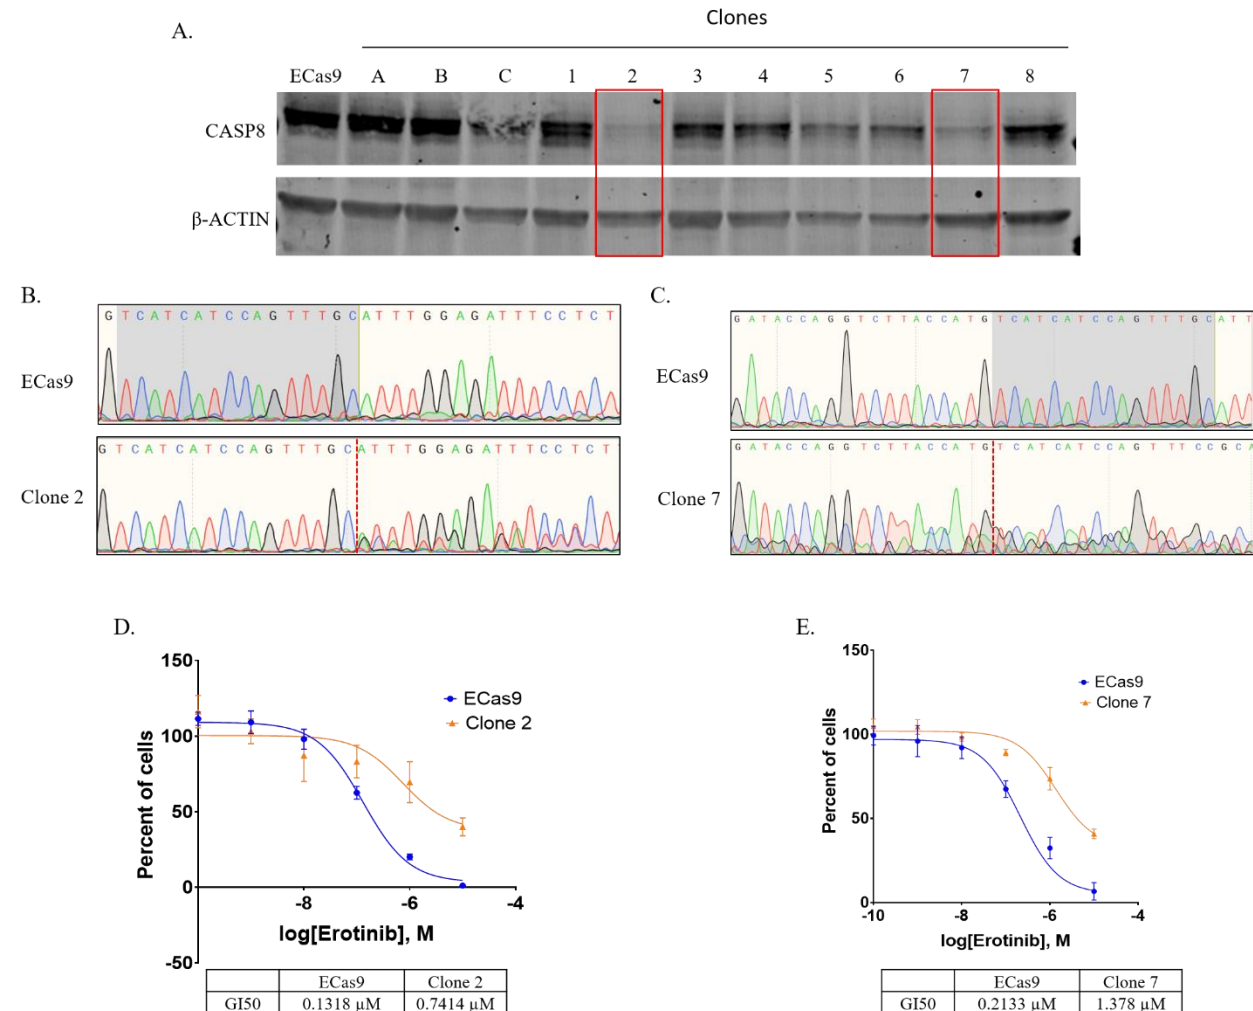 Clones
A.
ECas9 A B C 1 2 3 4 5 6 7 8
CASP8
β-ACTIN
B.
G T C A T C A T C C A G T T T G C A T T T G G A G A T T T C C T C T
ECas9
G T C A T C A T C C A G T T T G C A T T T G G A G A T T T C C T C T
Clone 2
C.
G A T A C C A G G T C T T A C C A T G T C A T C A T C C A G T T T G C A T T
ECas9
G A T A C C A G G T C T T A C C A T G T C A T C A T C C A G T T T C C G C A
Clone 7
D.
150
100
50
0
-50
Percent of cells
-8 -6 -4
log[Erotinib], M
ECas9
Clone 2
ECas9 Clone 2
GI50 0.1318 µM 0.7414 µM
E.
150
100
50
0
Percent of cells
-10 -8 -6 -4
log[Erotinib], M
ECas9
Clone 7
ECas9 Clone 7
GI50 0.2133 µM 1.378 µM